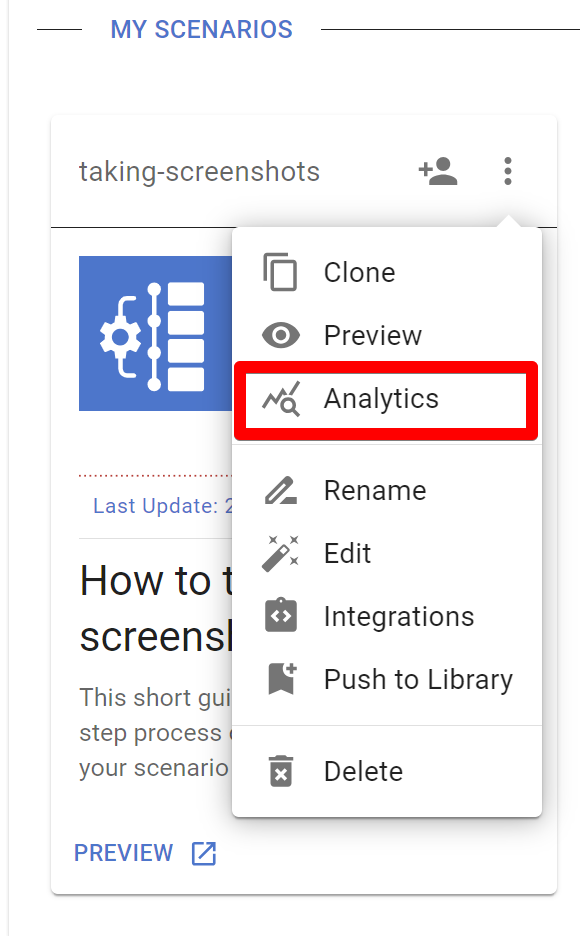 MY SCENARIOS
taking-screenshots
Clone
Preview
Analytics
Rename
Edit
Integrations
Push to Library
Delete
Last Update: 2
How to t
screensh
This short gui
step process
your scenario
PREVIEW